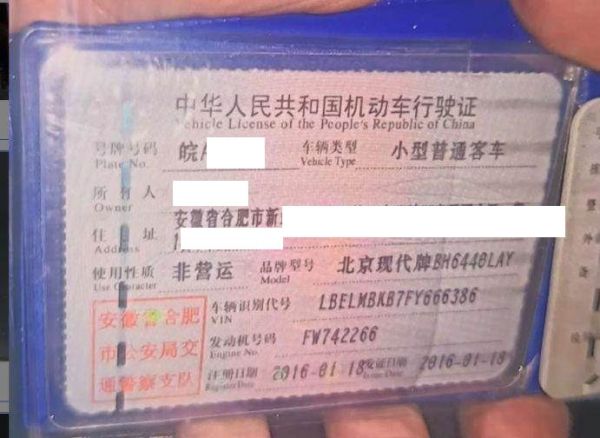 中华人民共和国机动车行驶证
Vehicle License of the People's Republic of China
号牌号码 皖A 车辆类型 小型普通客车
Plate No. Vehicle Type
所有人
Owner
住址 安徽省合肥市新
Address
使用性质 非营运 品牌型号 北京现代牌BH6440LAY
Use Character Model
安徽省合肥
市公安局交
通警察支队
车辆识别代号 LBELMBKB7FY666386
VIN
发动机号码 FW742266
Engine No.
注册日期 2016-01-18 发证日期 2016-01-18
Register Date Issue Date